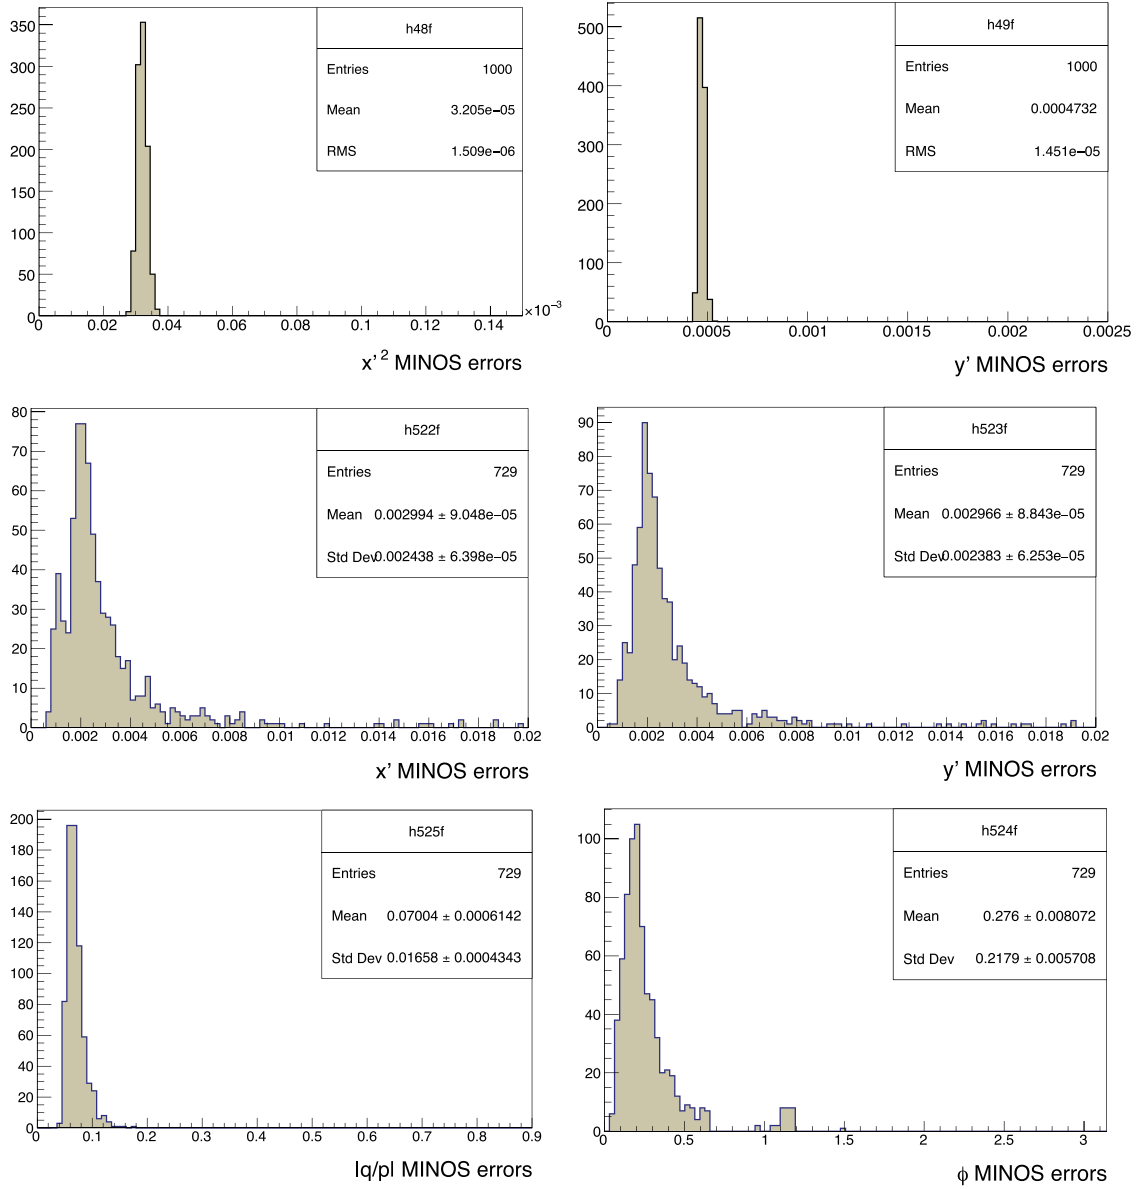 h48f
Entries 1000
Mean 3.205e−05
RMS 1.509e−06
350
300
250
200
150
100
50
0
0 0.02 0.04 0.06 0.08 0.1 0.12 0.14
×10⁻³
x'² MINOS errors
h49f
Entries 1000
Mean 0.0004732
RMS 1.451e−05
500
400
300
200
100
0
0 0.0005 0.001 0.0015 0.002 0.0025
y' MINOS errors
h522f
Entries 729
Mean 0.002994 ± 9.048e−05
Std Dev 0.002438 ± 6.398e−05
80
70
60
50
40
30
20
10
0
0 0.002 0.004 0.006 0.008 0.01 0.012 0.014 0.016 0.018 0.02
x' MINOS errors
h523f
Entries 729
Mean 0.002966 ± 8.843e−05
Std Dev 0.002383 ± 6.253e−05
90
80
70
60
50
40
30
20
10
0
0 0.002 0.004 0.006 0.008 0.01 0.012 0.014 0.016 0.018 0.02
y' MINOS errors
h525f
Entries 729
Mean 0.07004 ± 0.0006142
Std Dev 0.01658 ± 0.0004343
200
180
160
140
120
100
80
60
40
20
0
0 0.1 0.2 0.3 0.4 0.5 0.6 0.7 0.8 0.9
|q/p| MINOS errors
h524f
Entries 729
Mean 0.276 ± 0.008072
Std Dev 0.2179 ± 0.005708
100
80
60
40
20
0
0.5 1 1.5 2 2.5 3
ϕ MINOS errors